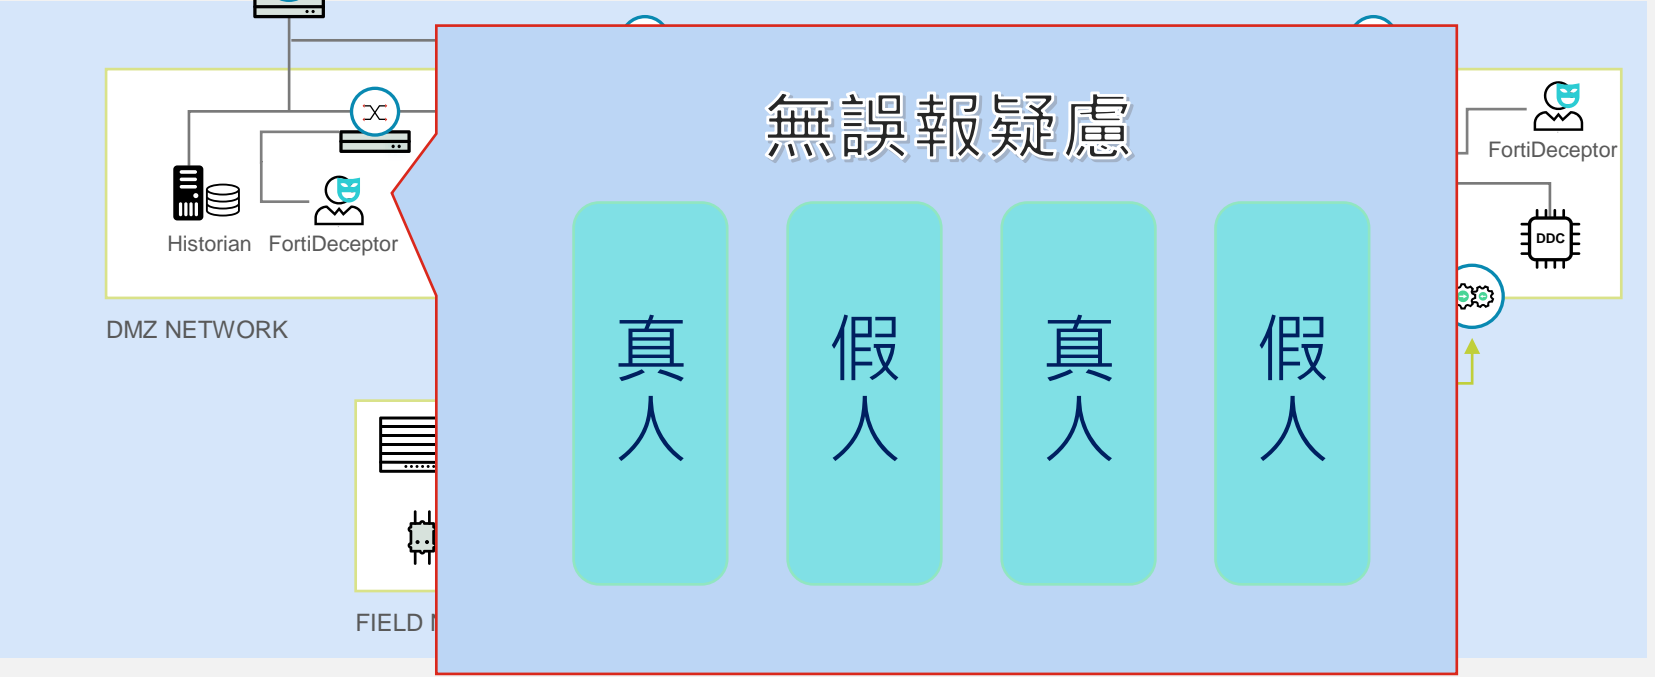 無誤報疑慮
FortiDeceptor
DDC
Historian
FortiDeceptor
DMZ NETWORK
真人
假人
真人
假人
FIELD